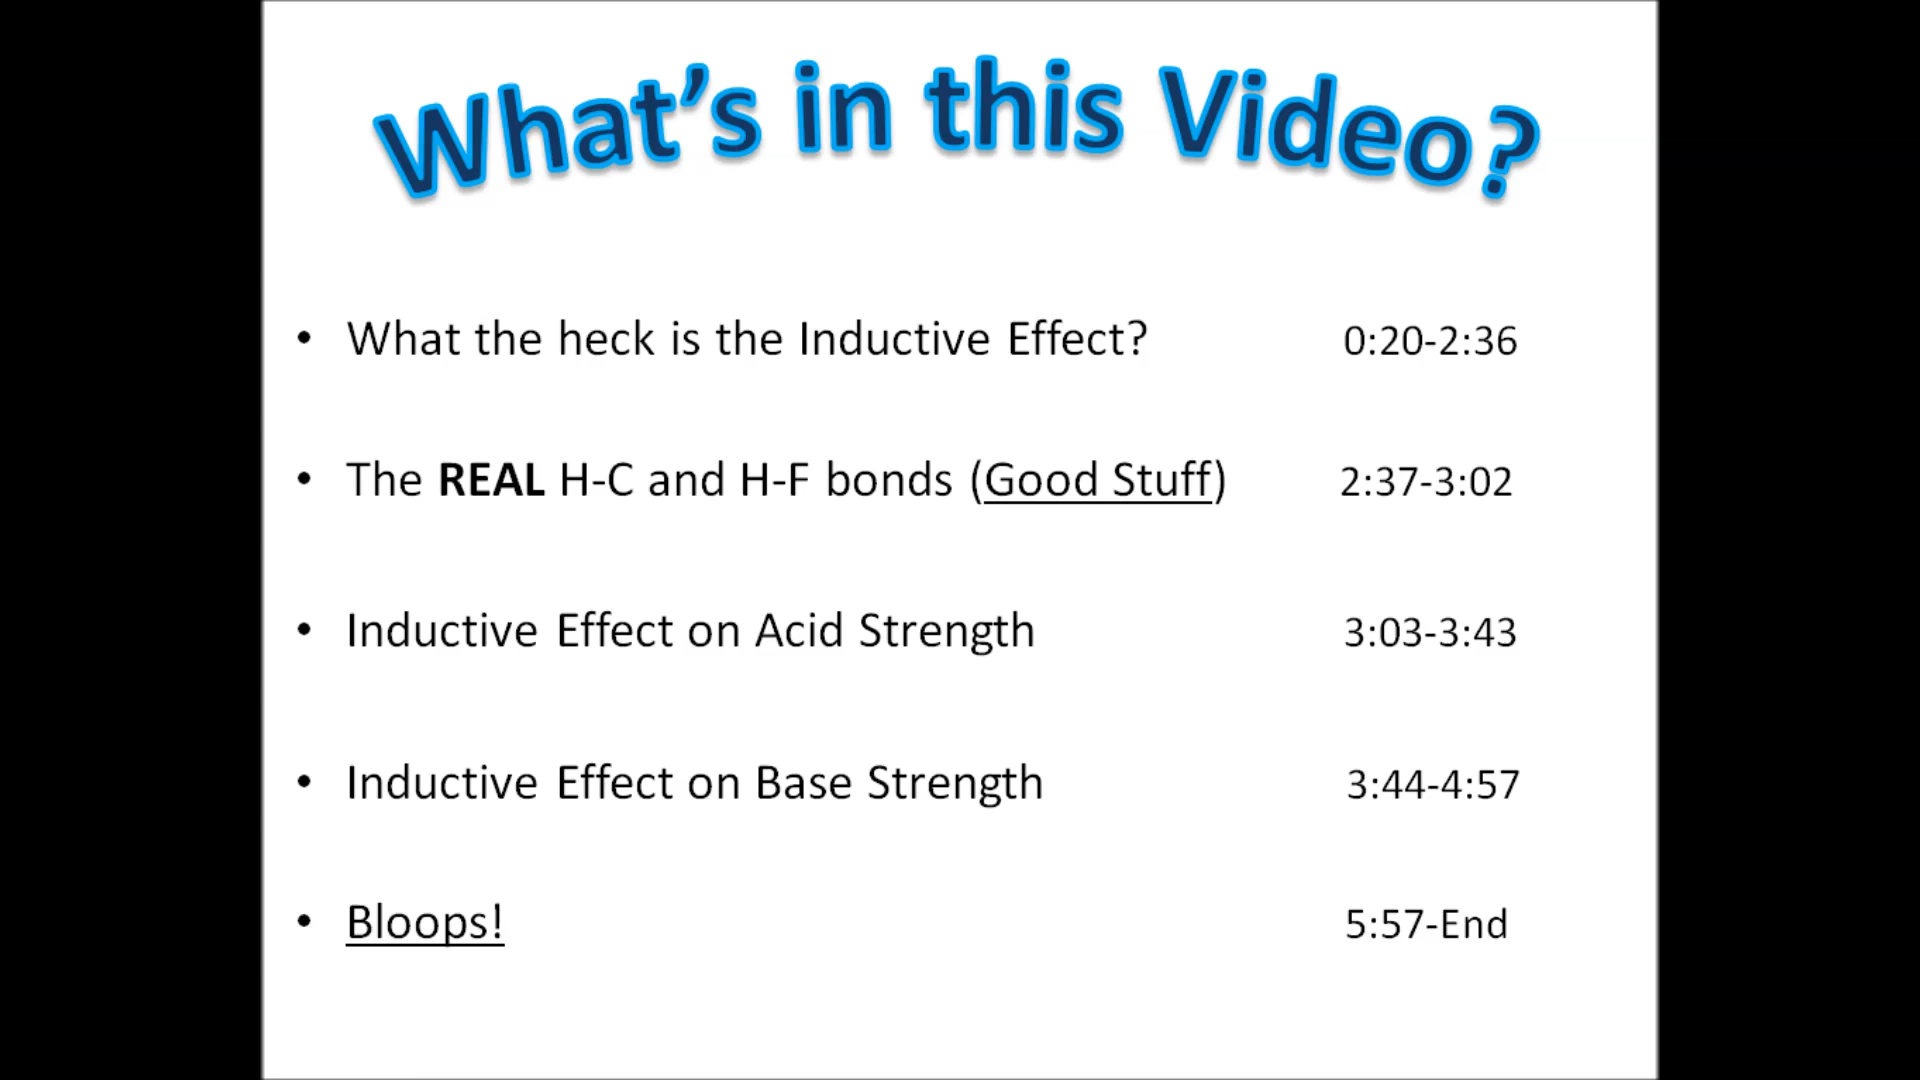 What's in this Video?
• What the heck is the Inductive Effect? 0:20-2:36
• The REAL H-C and H-F bonds (Good Stuff) 2:37-3:02
• Inductive Effect on Acid Strength 3:03-3:43
• Inductive Effect on Base Strength 3:44-4:57
• Bloops! 5:57-End